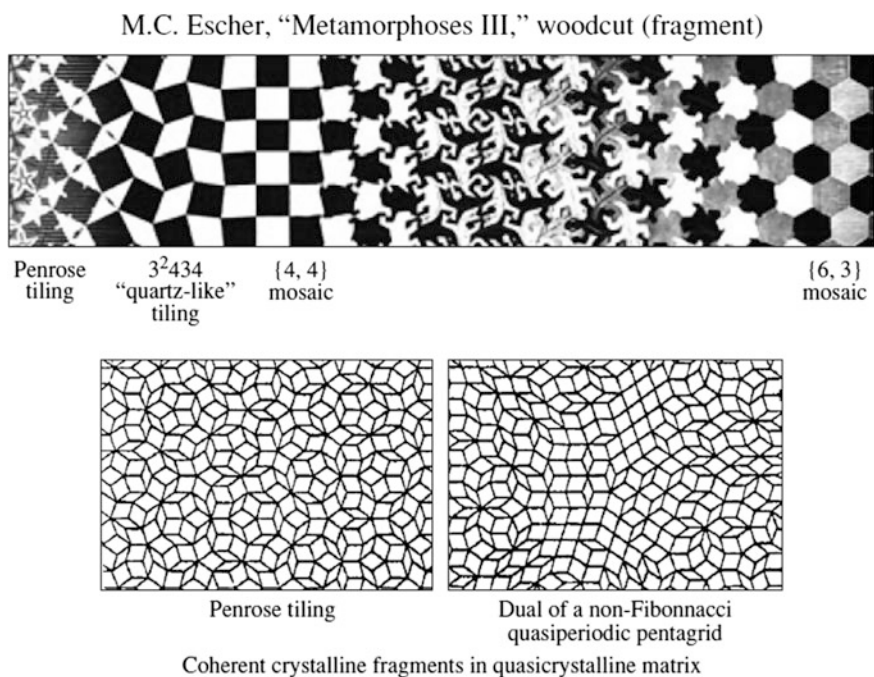 M.C. Escher, “Metamorphoses III,” woodcut (fragment)
Penrose
tiling
3²434
“quartz-like”
tiling
{4, 4}
mosaic
{6, 3}
mosaic
Penrose tiling
Dual of a non-Fibonnacci
quasiperiodic pentagrid
Coherent crystalline fragments in quasicrystalline matrix